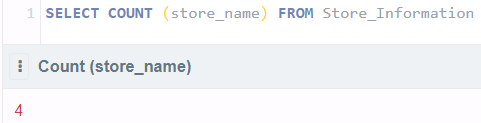 1 SELECT COUNT (store_name) FROM Store_Information
Count (store_name)
4